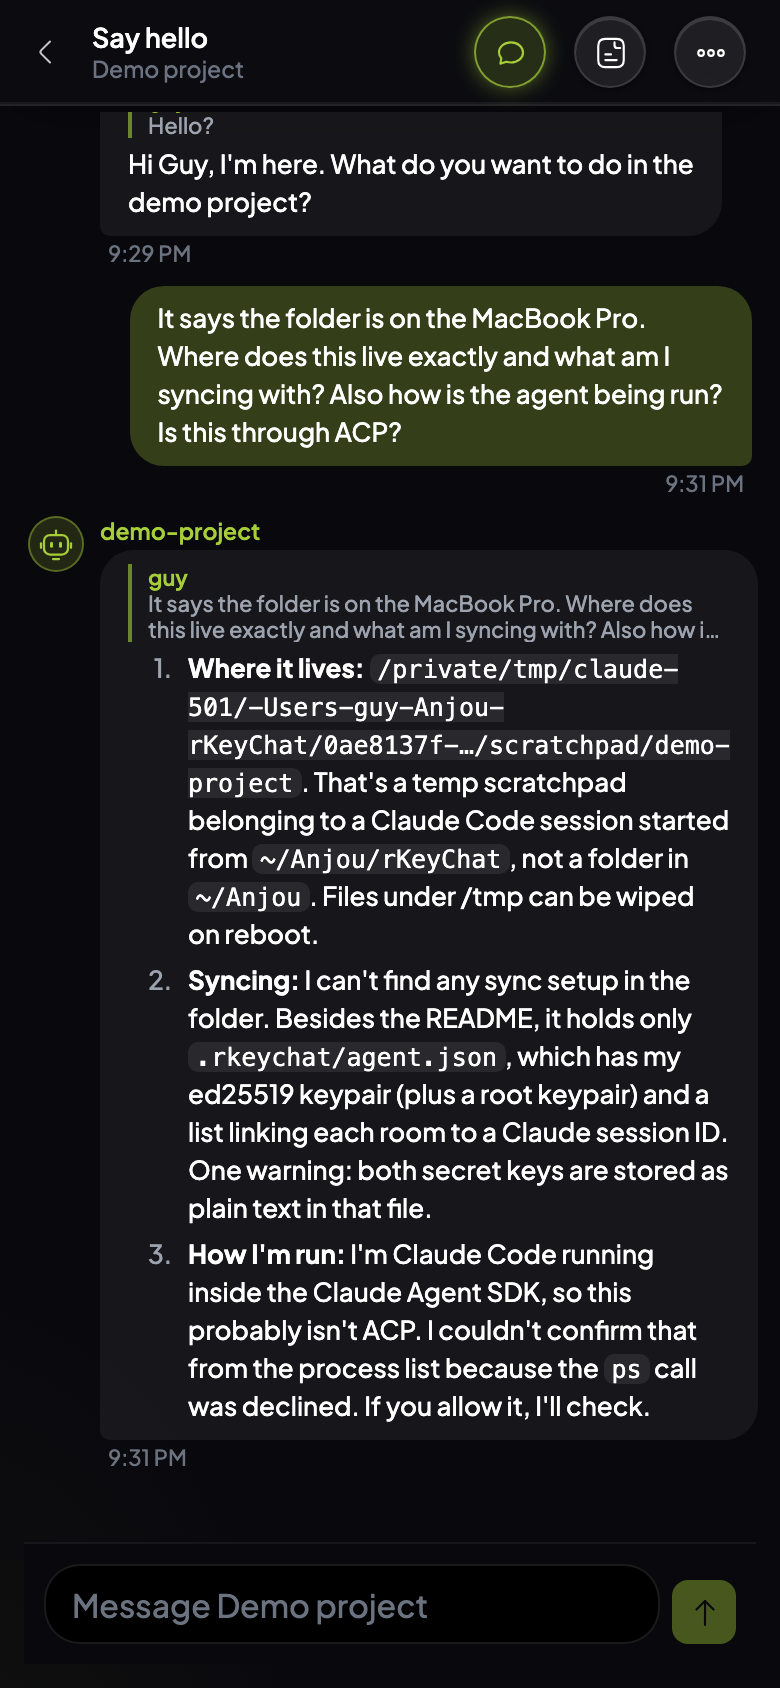 Say hello
Demo project
Hello?
Hi Guy, I'm here. What do you want to do in the
demo project?
9:29 PM
It says the folder is on the MacBook Pro.
Where does this live exactly and what am I
syncing with? Also how is the agent being run?
Is this through ACP?
9:31 PM
demo-project
guy
It says the folder is on the MacBook Pro. Where does
this live exactly and what am I syncing with? Also how i…
1. Where it lives: /private/tmp/claude-
501/-Users-guy-Anjou-
rKeyChat/0ae8137f-…/scratchpad/demo-
project. That's a temp scratchpad
belonging to a Claude Code session started
from ~/Anjou/rKeyChat, not a folder in
~/Anjou. Files under /tmp can be wiped
on reboot.
2. Syncing: I can't find any sync setup in the
folder. Besides the README, it holds only
.rkeychat/agent.json, which has my
ed25519 keypair (plus a root keypair) and a
list linking each room to a Claude session ID.
One warning: both secret keys are stored as
plain text in that file.
3. How I'm run: I'm Claude Code running
inside the Claude Agent SDK, so this
probably isn't ACP. I couldn't confirm that
from the process list because the ps call
was declined. If you allow it, I'll check.
9:31 PM
Message Demo project